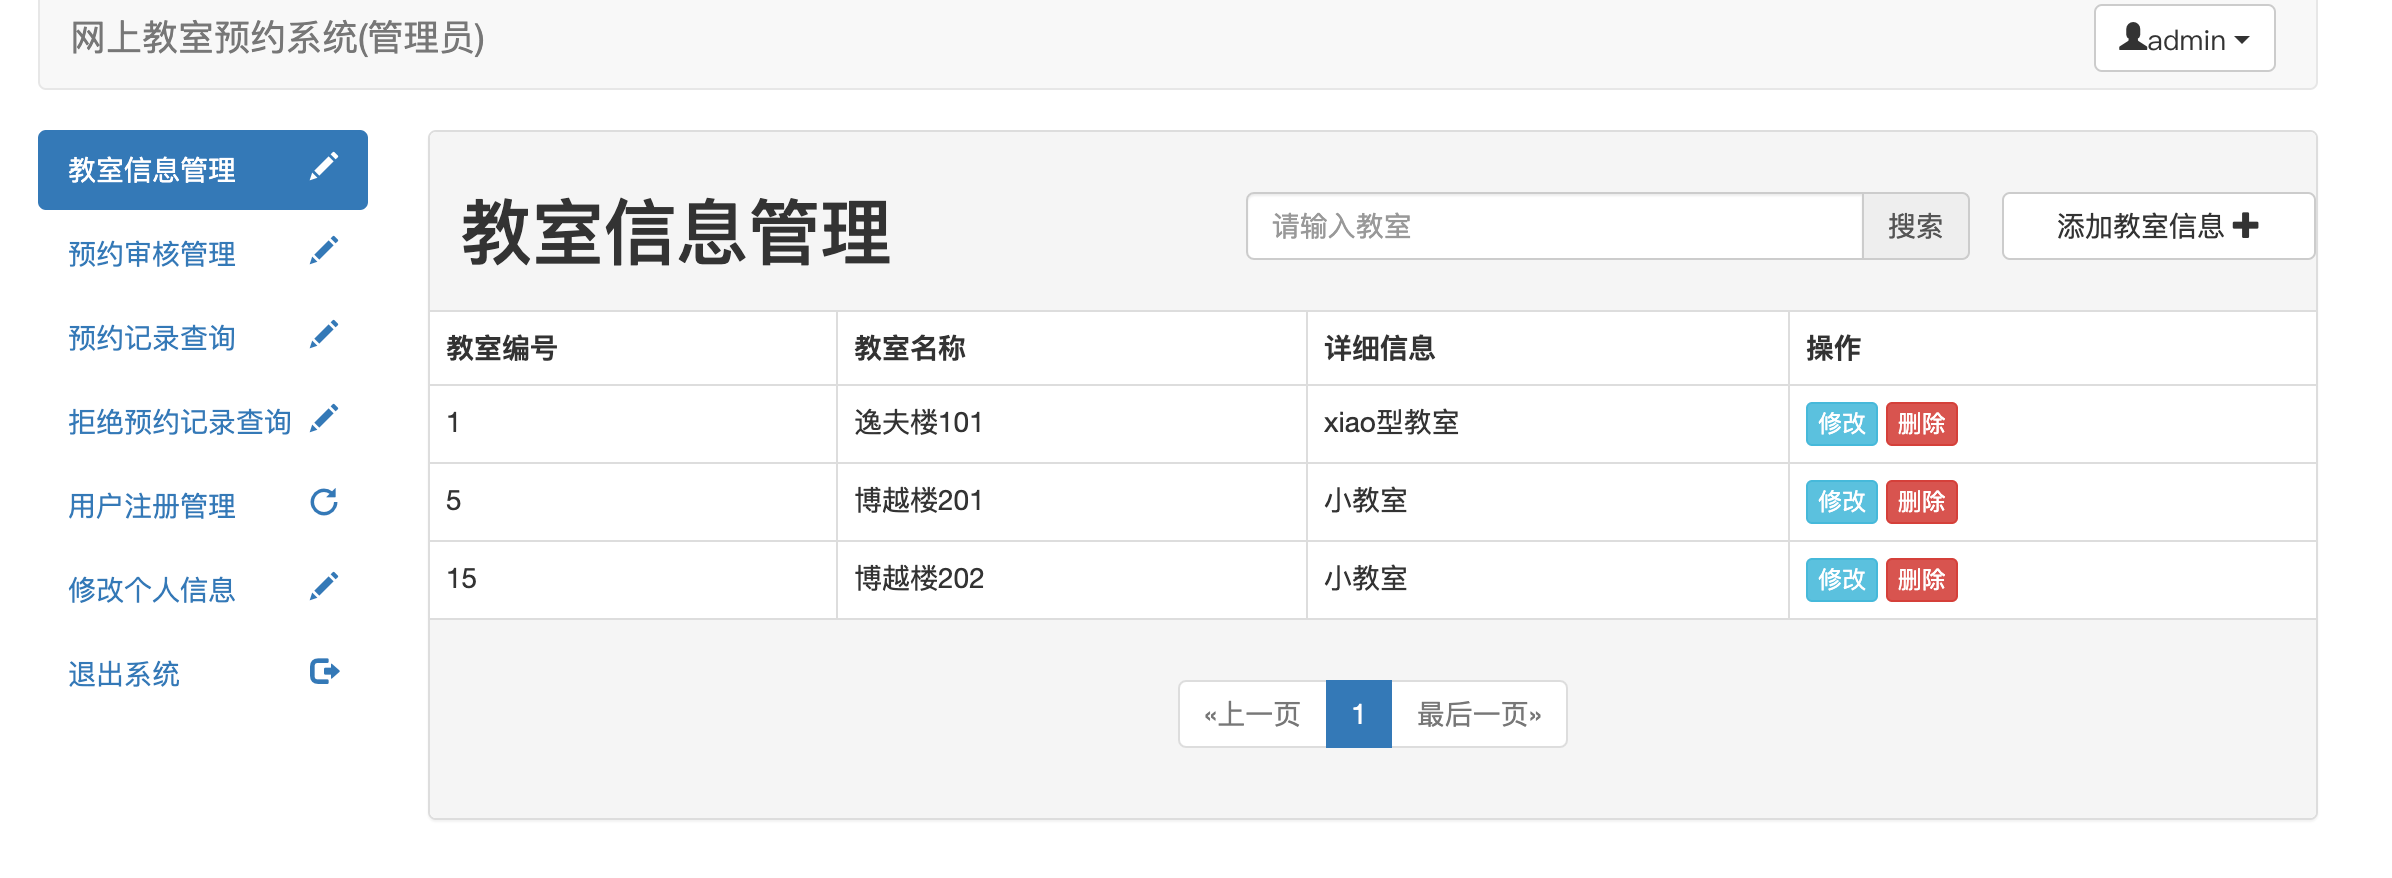 网上教室预约系统(管理员)
admin
教室信息管理
预约审核管理
预约记录查询
拒绝预约记录查询
用户注册管理
修改个人信息
退出系统
教室信息管理
请输入教室 搜索 添加教室信息
教室编号 教室名称 详细信息 操作
1 逸夫楼101 xiao型教室 修改 删除
5 博越楼201 小教室 修改 删除
15 博越楼202 小教室 修改 删除
«上一页 1 最后一页»